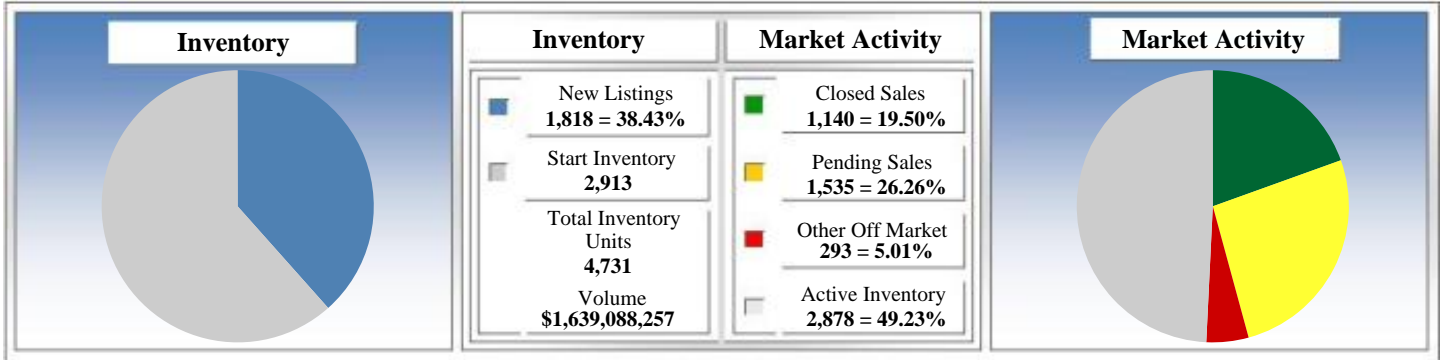 Inventory
Inventory
Market Activity
New Listings
1,818 = 38.43%
Start Inventory
2,913
Total Inventory
Units
4,731
Volume
$1,639,088,257
Closed Sales
1,140 = 19.50%
Pending Sales
1,535 = 26.26%
Other Off Market
293 = 5.01%
Active Inventory
2,878 = 49.23%
Market Activity